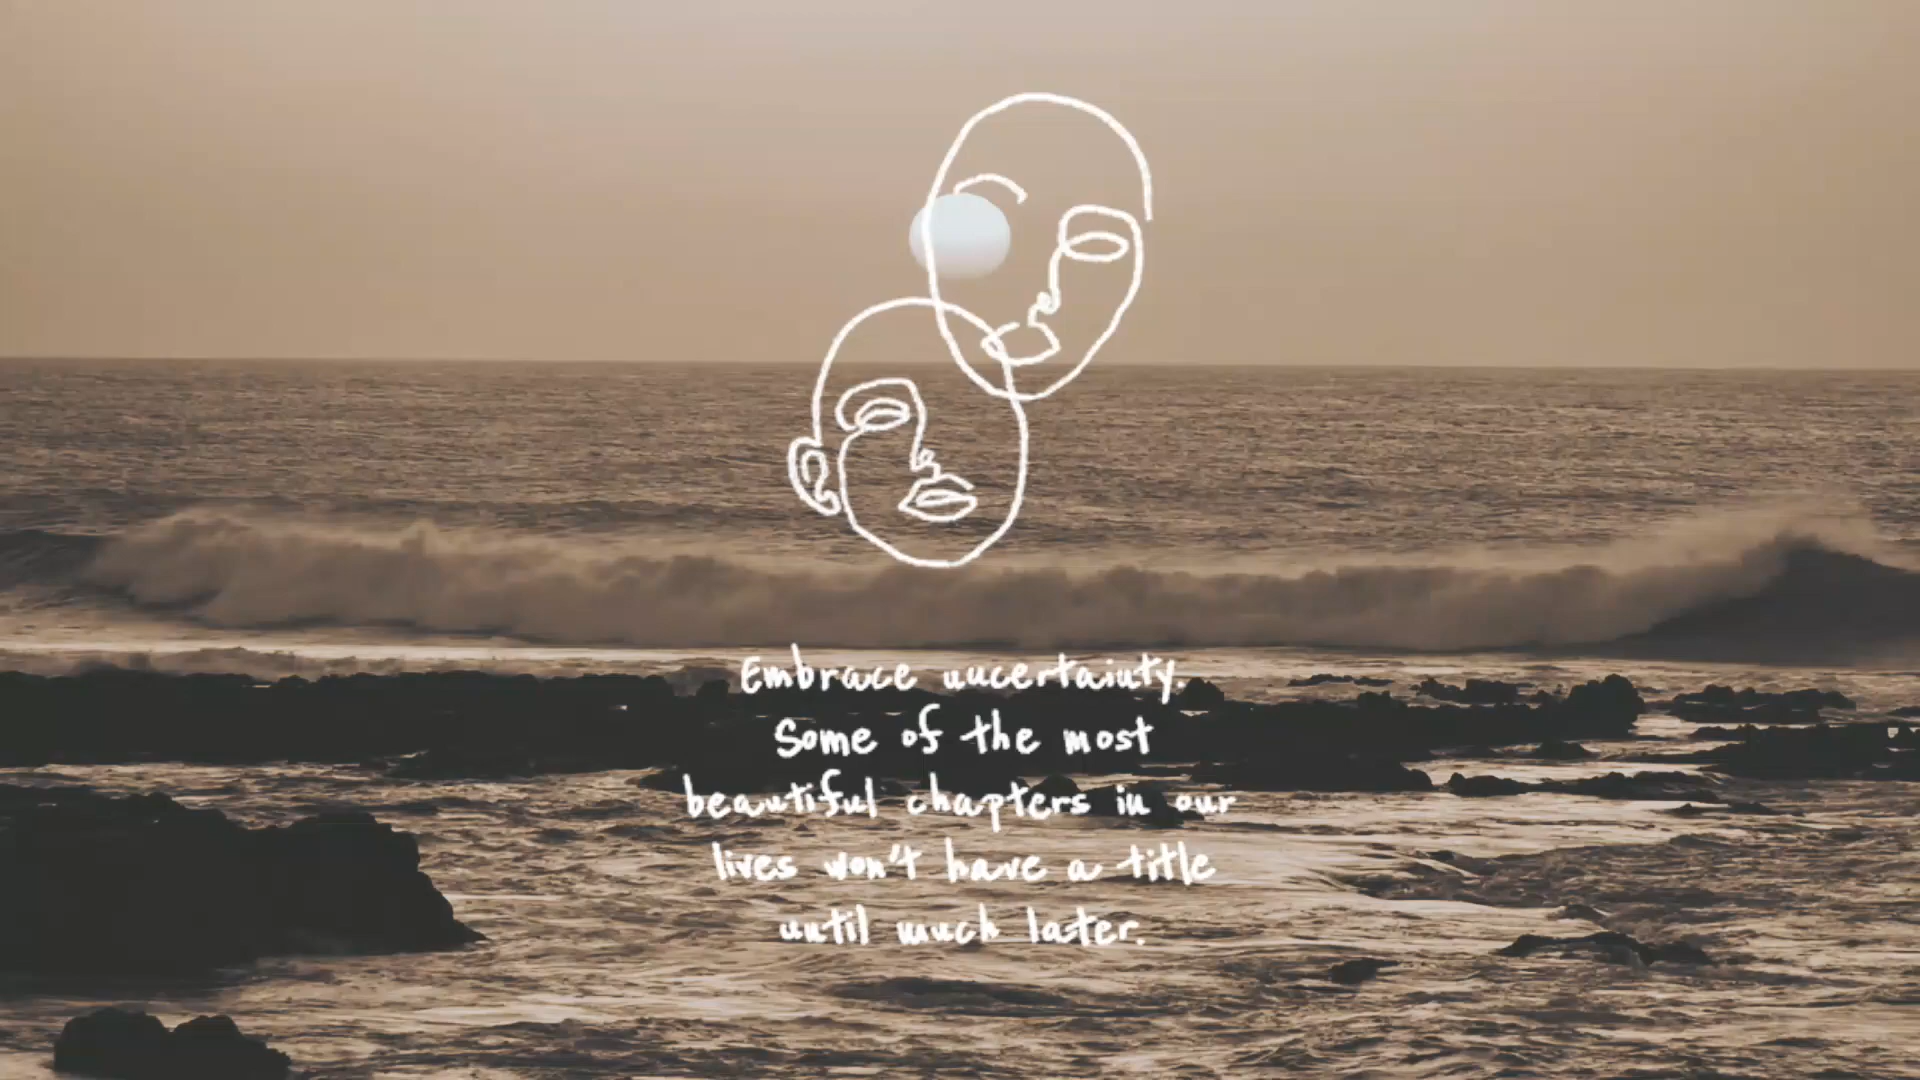 Embrace uncertainty.
Some of the most
beautiful chapters in our
lives won't have a title
until much later.